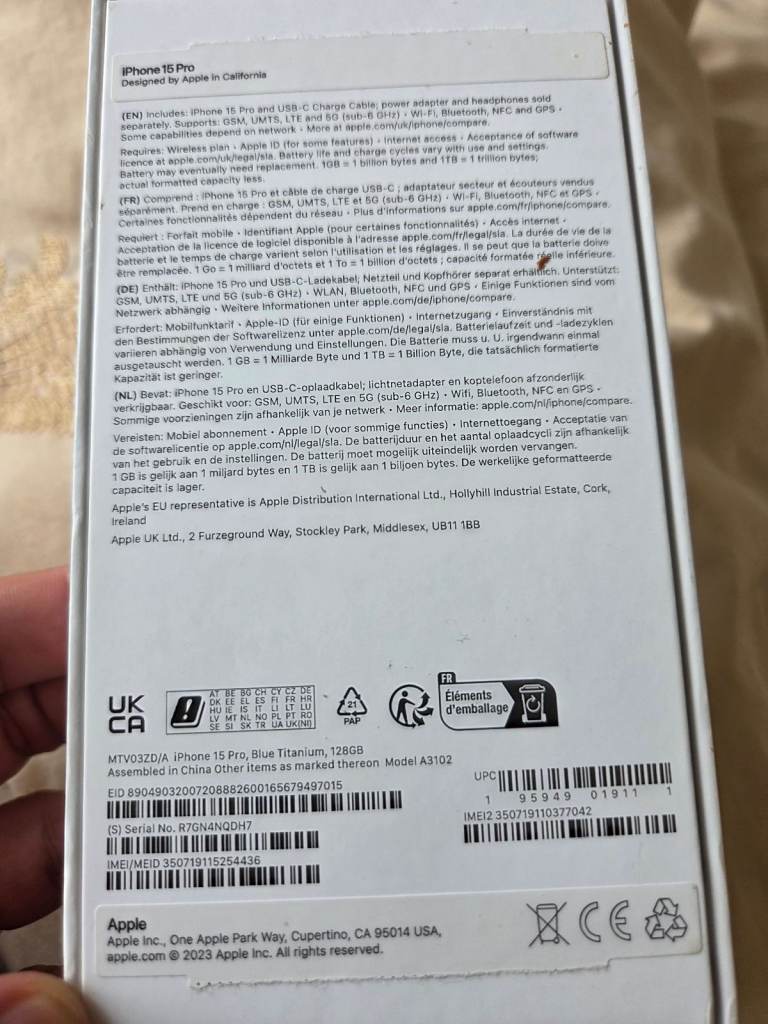 iPhone 15 Pro
Designed by Apple in California
(EN) Includes: iPhone 15 Pro and USB-C Charge Cable; power adapter and headphones sold
separately. Supports: GSM, UMTS, LTE and 5G (sub-6 GHz) • Wi-Fi, Bluetooth, NFC and GPS •
Some capabilities depend on network • More at apple.com/uk/iphone/compare.
Requires: Wireless plan • Apple ID (for some features) • Internet access • Acceptance of software
licence at apple.com/uk/legal/sla. Battery life and charge cycles vary with use and settings.
Battery may eventually need replacement. 1GB = 1 billion bytes and 1TB = 1 trillion bytes;
actual formatted capacity less.
(FR) Comprend : iPhone 15 Pro et câble de charge USB-C ; adaptateur secteur et écouteurs vendus
séparément. Prend en charge : GSM, UMTS, LTE et 5G (sub-6 GHz) • Wi-Fi, Bluetooth, NFC et GPS •
Certaines fonctionnalités dépendent du réseau • Plus d'informations sur apple.com/fr/iphone/compare.
Requiert : Forfait mobile • Identifiant Apple (pour certaines fonctionnalités) • Accès internet •
Acceptation de la licence de logiciel disponible à l'adresse apple.com/fr/legal/sla. La durée de vie de la
batterie et le temps de charge varient selon l'utilisation et les réglages. Il se peut que la batterie doive
être remplacée. 1 Go = 1 milliard d'octets et 1 To = 1 billion d'octets ; capacité formatée réelle inférieure.
(DE) Enthält: iPhone 15 Pro und USB-C-Ladekabel; Netzteil und Kopfhörer separat erhältlich. Unterstützt:
GSM, UMTS, LTE und 5G (sub-6 GHz) • WLAN, Bluetooth, NFC und GPS • Einige Funktionen sind vom
Netzwerk abhängig • Weitere Informationen unter apple.com/de/iphone/compare.
Erfordert: Mobilfunktarif • Apple-ID (für einige Funktionen) • Internetzugang • Einverständnis mit
den Bestimmungen der Softwarelizenz unter apple.com/de/legal/sla. Batterielaufzeit und -ladezyklen
variieren abhängig von Verwendung und Einstellungen. Die Batterie muss u. U. irgendwann einmal
ausgetauscht werden. 1 GB = 1 Milliarde Byte und 1 TB = 1 Billion Byte, die tatsächlich formatierte
Kapazität ist geringer.
(NL) Bevat: iPhone 15 Pro en USB-C-oplaadkabel; lichtnetadapter en koptelefoon afzonderlijk
verkrijgbaar. Geschikt voor: GSM, UMTS, LTE en 5G (sub-6 GHz) • Wifi, Bluetooth, NFC en GPS •
Sommige voorzieningen zijn afhankelijk van je netwerk • Meer informatie: apple.com/nl/iphone/compare.
Vereisten: Mobiel abonnement • Apple ID (voor sommige functies) • Internettoegang • Acceptatie van
de softwarelicentie op apple.com/nl/legal/sla. De batterijduur en het aantal oplaadcycli zijn afhankelijk
van het gebruik en de instellingen. De batterij moet mogelijk uiteindelijk worden vervangen.
1 GB is gelijk aan 1 miljard bytes en 1 TB is gelijk aan 1 biljoen bytes. De werkelijke geformatteerde
capaciteit is lager.
Apple's EU representative is Apple Distribution International Ltd., Hollyhill Industrial Estate, Cork,
Ireland
Apple UK Ltd., 2 Furzeground Way, Stockley Park, Middlesex, UB11 1BB
UK
CA
AT BE BG CH CY CZ DE
DK EE EL ES FI FR HR
HU IE IS IT LI LT LU
LV MT NL NO PL PT RO
SE SI SK TR UA UK(NI)
21
PAP
FR
Éléments
d'emballage
MTV03ZD/A iPhone 15 Pro, Blue Titanium, 128GB
Assembled in China Other items as marked thereon Model A3102
EID 89049032007208882600165679497015
UPC
1 95949 01911 1
(S) Serial No. R7GN4NQDH7
IMEI2 350719110377042
IMEI/MEID 350719115254436
Apple
Apple Inc., One Apple Park Way, Cupertino, CA 95014 USA,
apple.com © 2023 Apple Inc. All rights reserved.
CE